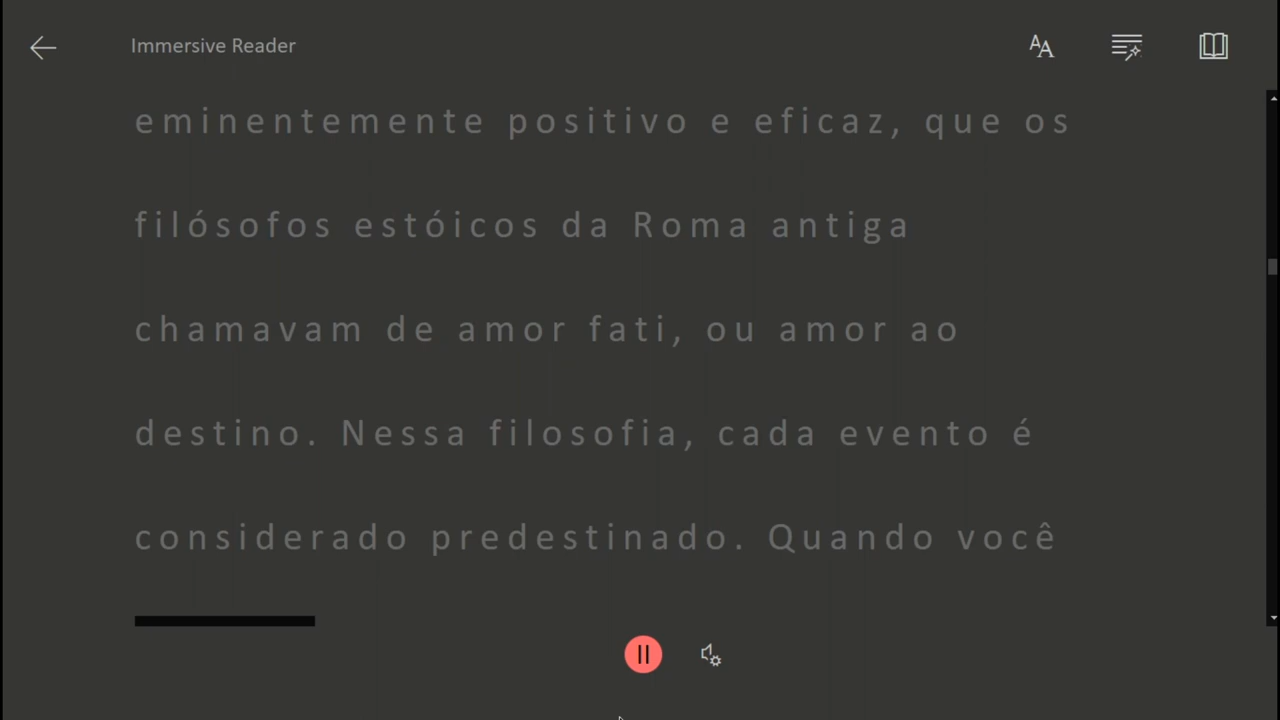 Immersive Reader
eminentemente positivo e eficaz, que os
filósofos estóicos da Roma antiga
chamavam de amor fati, ou amor ao
destino. Nessa filosofia, cada evento é
considerado predestinado. Quando você